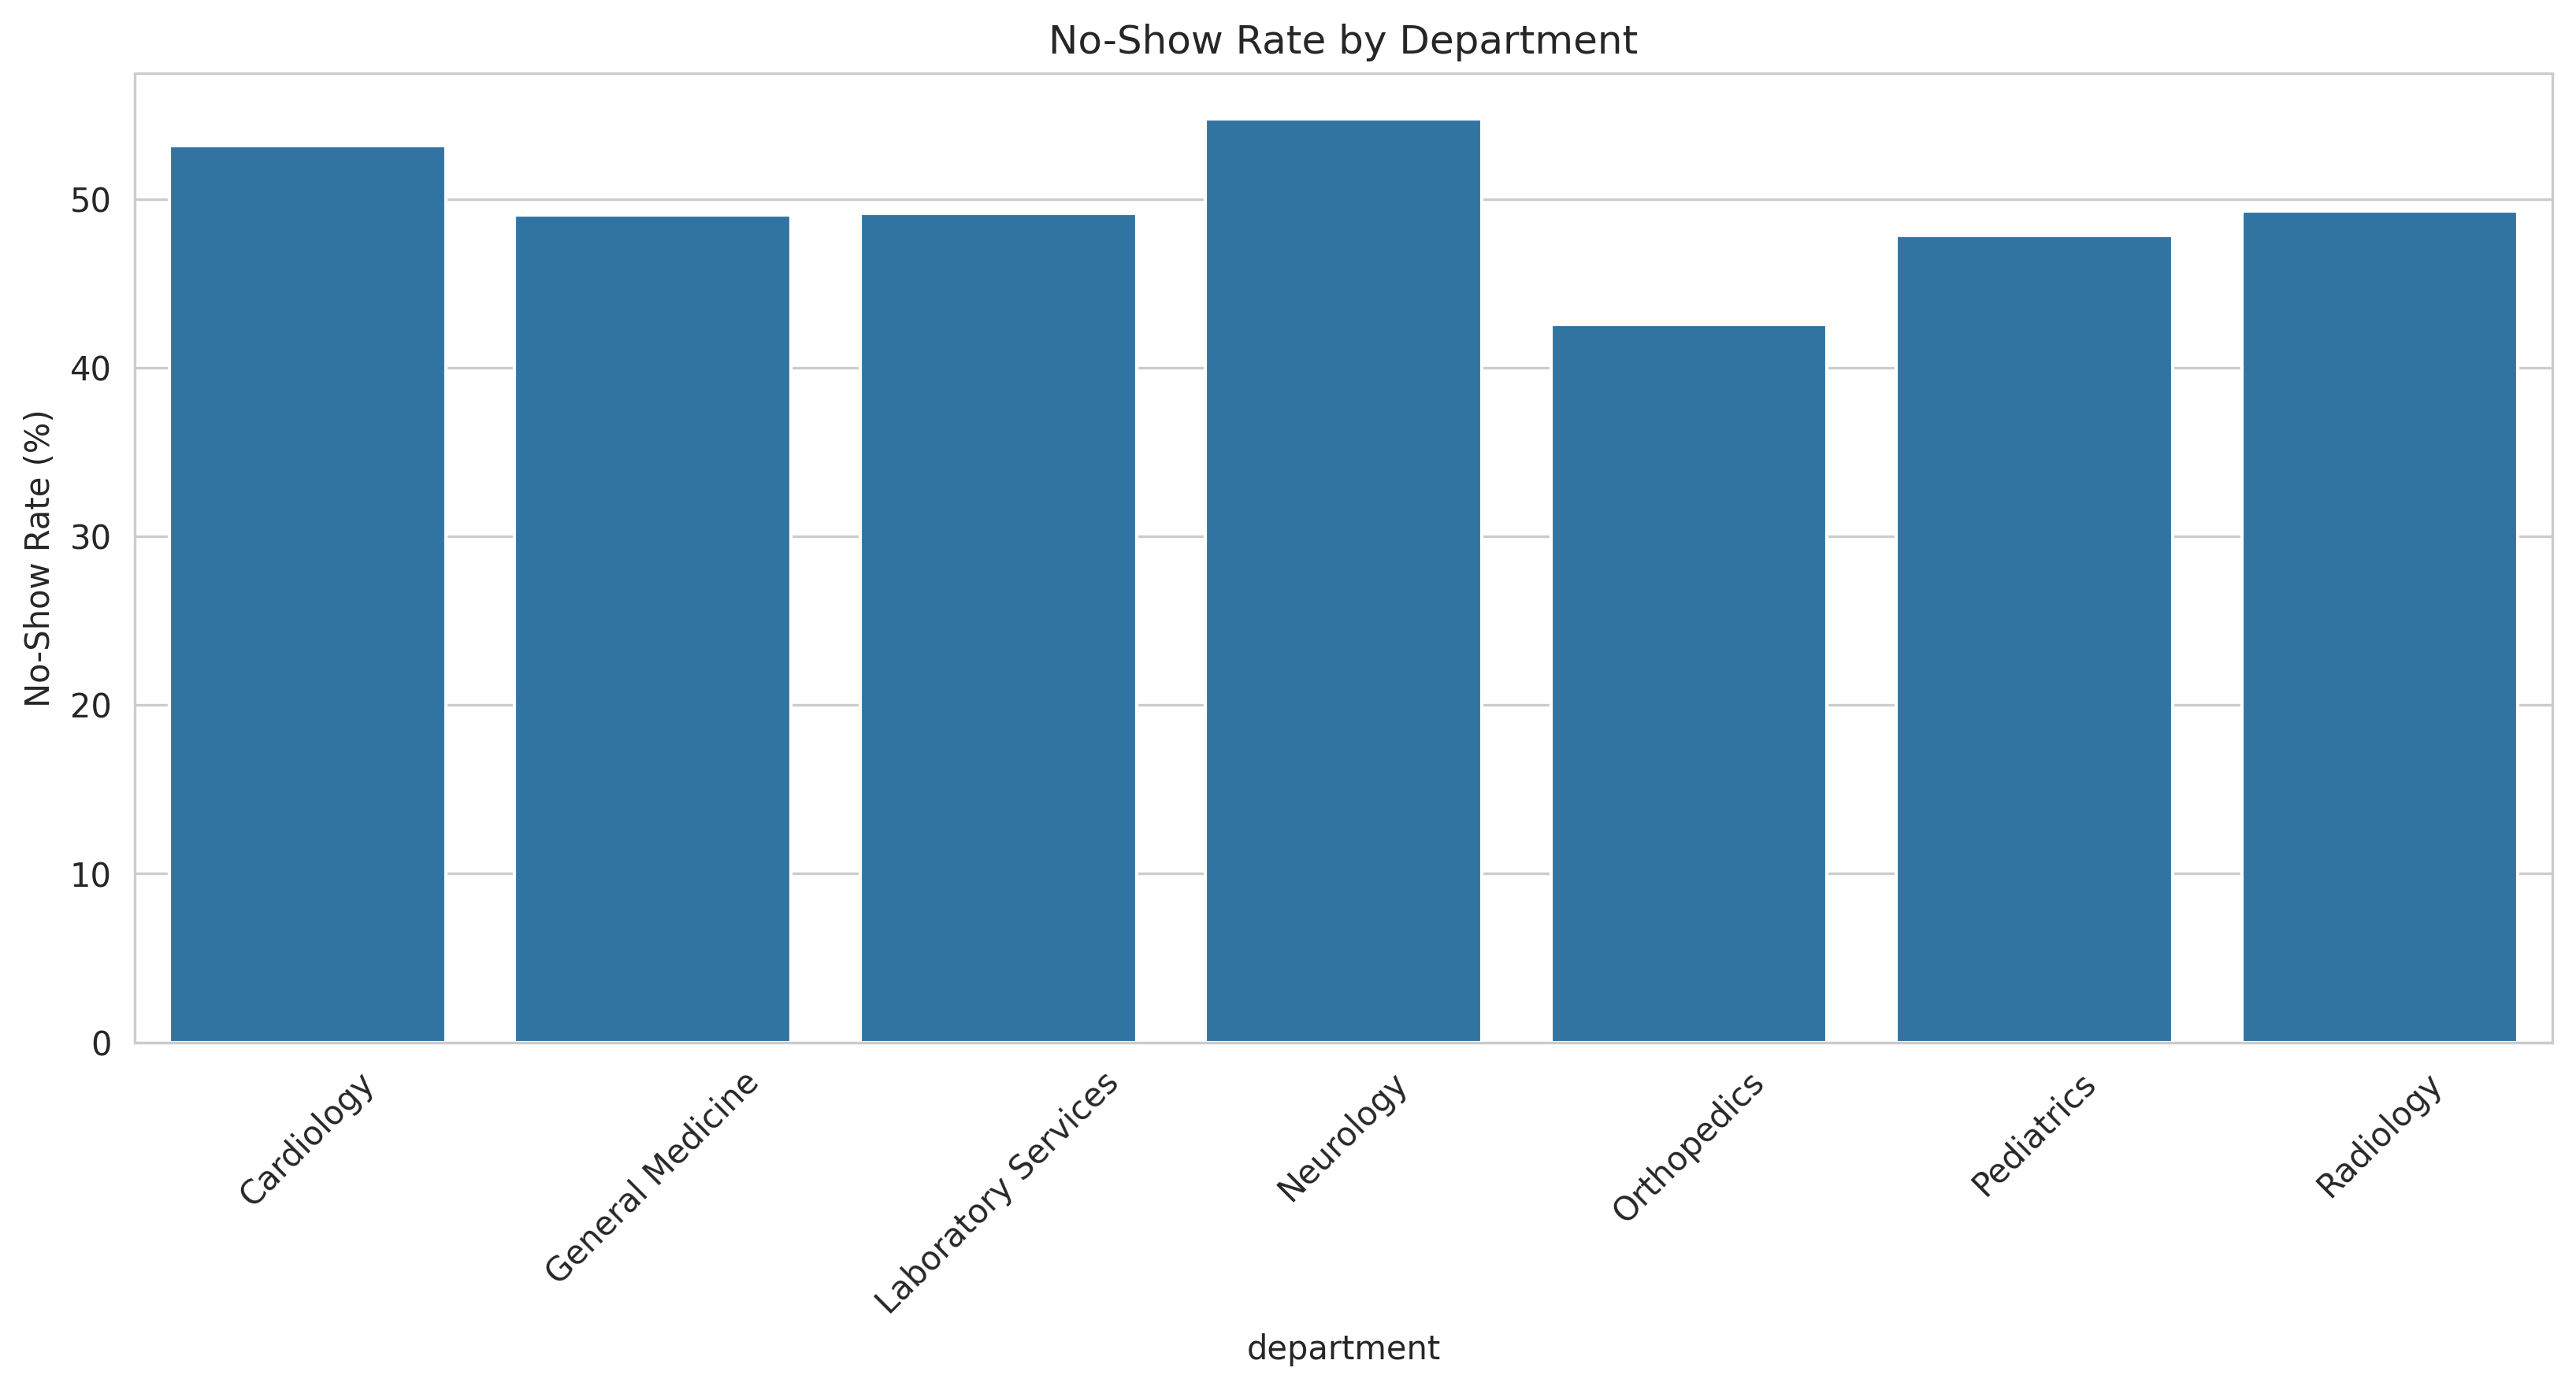 No-Show Rate by Department
No-Show Rate (%)
50
40
30
20
10
0
Cardiology
General Medicine
Laboratory Services
Neurology
Orthopedics
Pediatrics
Radiology
department